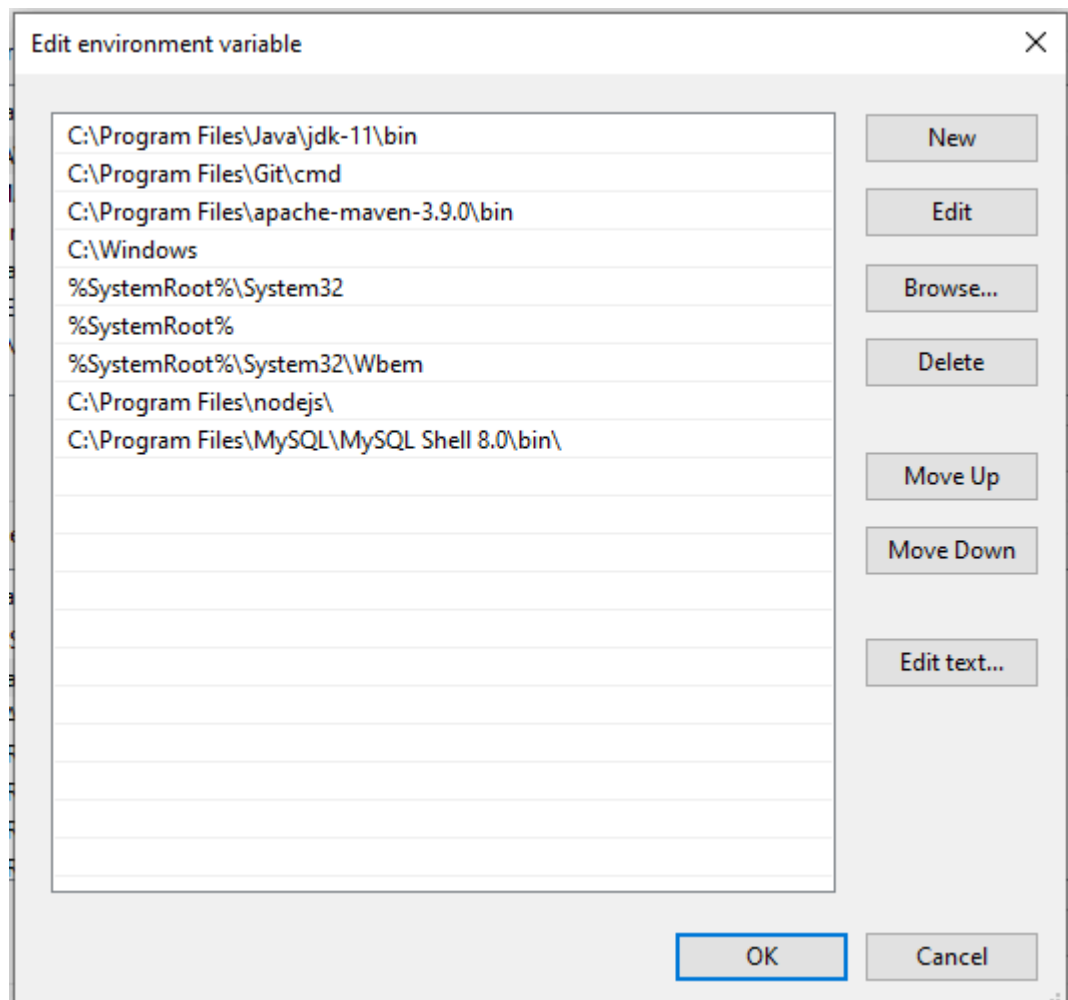 Edit environment variable
C:\Program Files\Java\jdk-11\bin
C:\Program Files\Git\cmd
C:\Program Files\apache-maven-3.9.0\bin
C:\Windows
%SystemRoot%\System32
%SystemRoot%
%SystemRoot%\System32\Wbem
C:\Program Files\nodejs\
C:\Program Files\MySQL\MySQL Shell 8.0\bin\
New
Edit
Browse...
Delete
Move Up
Move Down
Edit text...
OK
Cancel